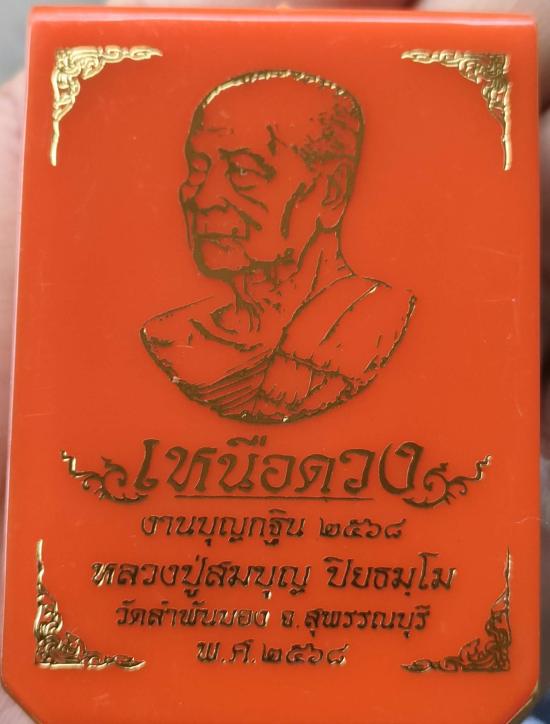 เหนือดวง
งานบุญกฐิน ๒๕๖๘
หลวงปู่สมบุญ ปิยธมฺโม
วัดลำพันบอง จ.สุพรรณบุรี
พ.ศ.๒๕๖๘